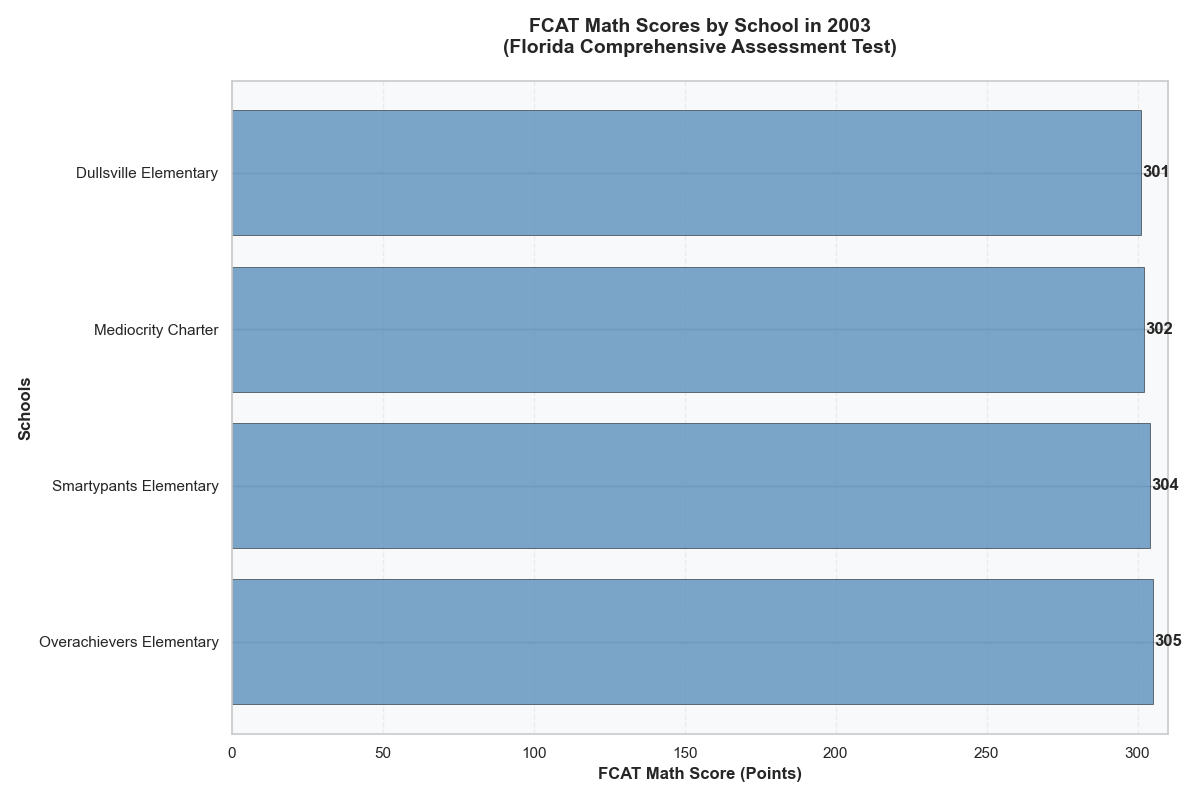 FCAT Math Scores by School in 2003
(Florida Comprehensive Assessment Test)
Dullsville Elementary
301
Mediocrity Charter
302
Schools
Smartypants Elementary
304
Overachievers Elementary
305
0 50 100 150 200 250 300
FCAT Math Score (Points)